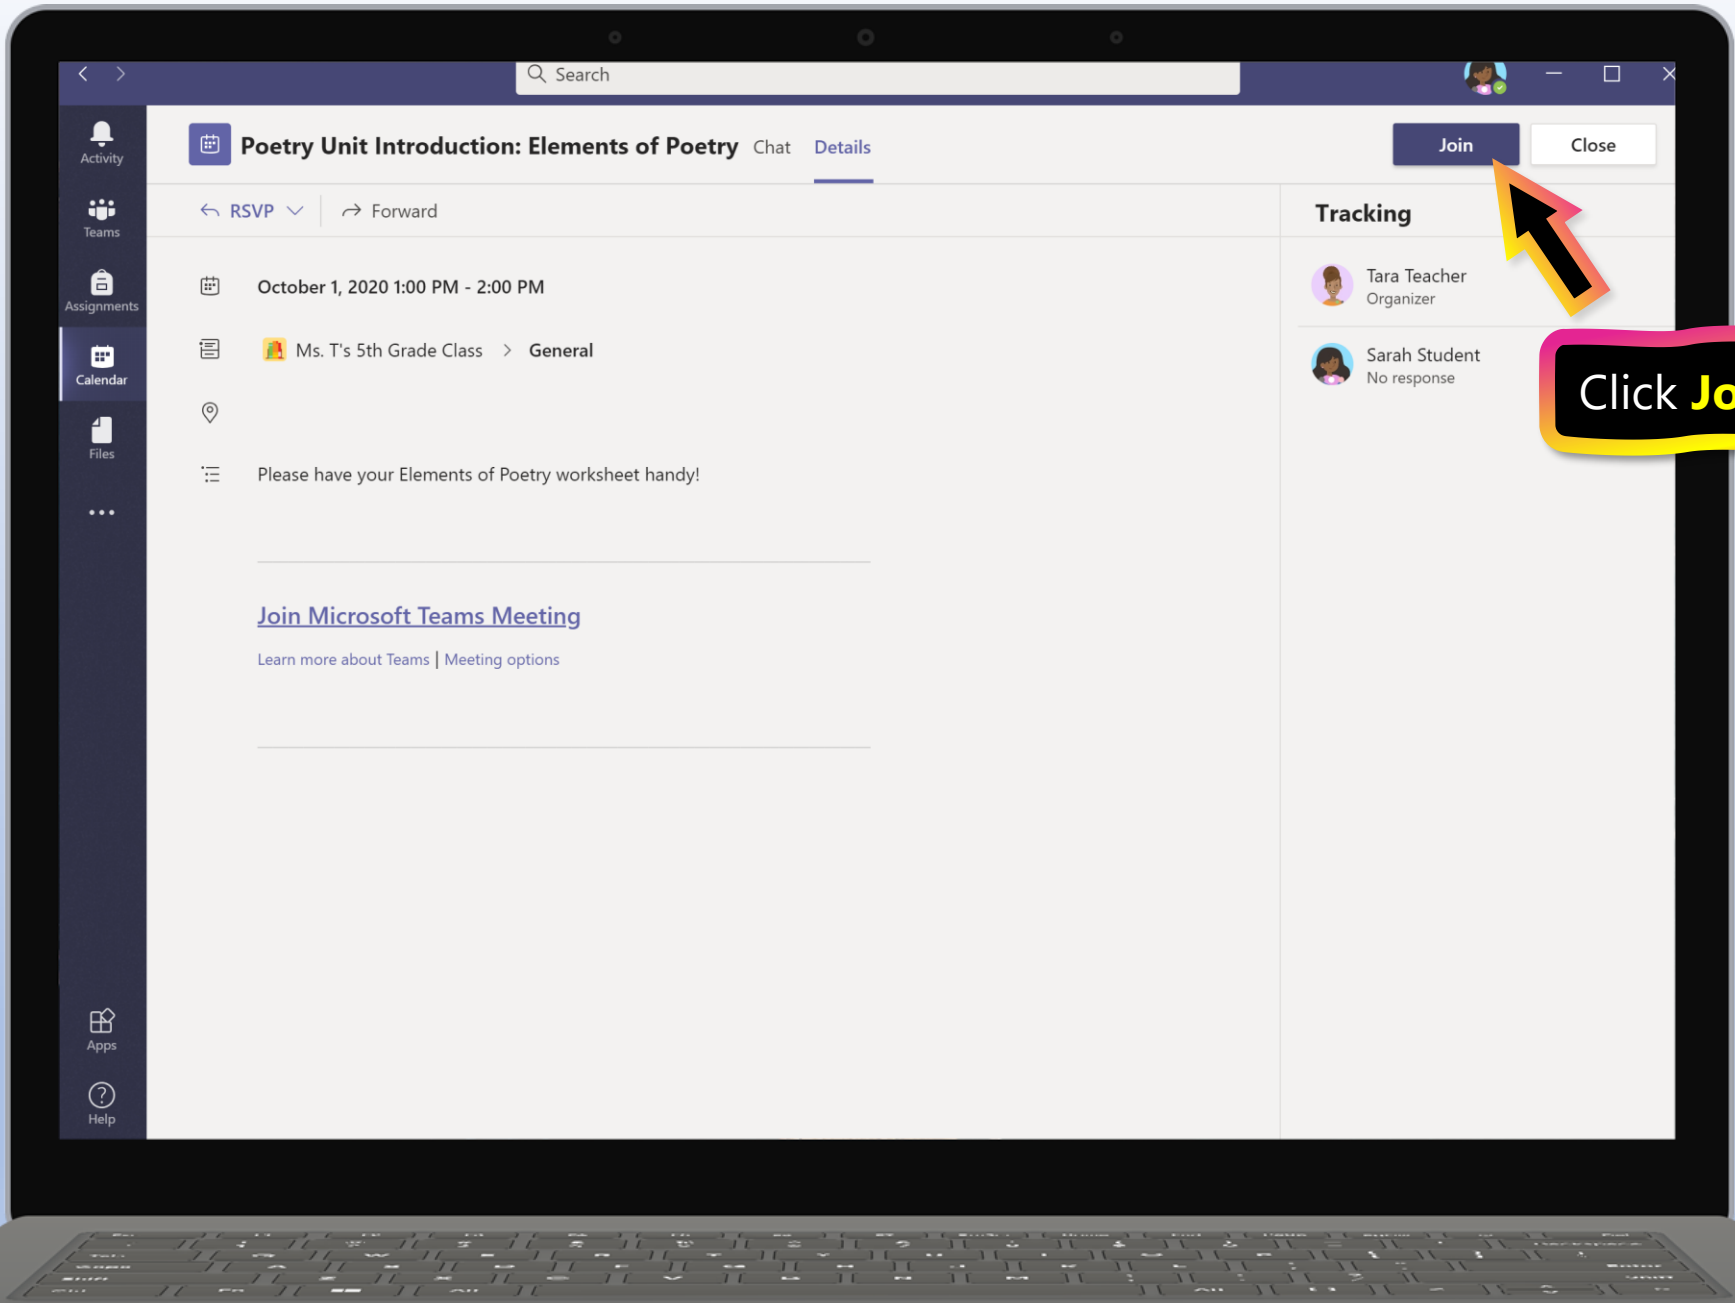 Search
Activity
Teams
Assignments
Calendar
Files
Apps
Help
Poetry Unit Introduction: Elements of Poetry Chat Details
Join Close
RSVP Forward
October 1, 2020 1:00 PM - 2:00 PM
Ms. T's 5th Grade Class > General
Please have your Elements of Poetry worksheet handy!
Join Microsoft Teams Meeting
Learn more about Teams | Meeting options
Tracking
Tara Teacher
Organizer
Sarah Student
No response
Click Jo